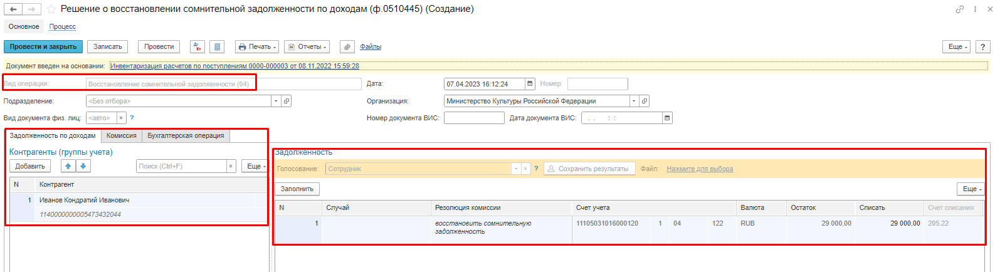 Решение о восстановлении сомнительной задолженности по доходам (ф.0510445) (Создание)
Основное Процесс
Провести и закрыть Записать Провести Дт Кт Печать Отчеты Файлы Еще ?
Документ введен на основании: Инвентаризация расчетов по поступлениям 0000-000003 от 08.11.2022 15:59:28
Вид операции: Восстановление сомнительной задолженности (04) Дата: 07.04.2023 16:12:24 Номер:
Подразделение: <Без отбора> Организация: Министерство Культуры Российской Федерации
Вид документа физ. лиц: <авто> × ? Номер документа ВИС: Дата документа ВИС: . . : :
Задолженность по доходам Комиссия Бухгалтерская операция
Контрагенты (группы учета)
Добавить Поиск (Ctrl+F) × Еще
N Контрагент
1 Иванов Кондратий Иванович
1140000000005473432044
Задолженность
Голосование: Сотрудник × ? Сохранить результаты Файл: Нажмите для выбора
Заполнить Еще
N Случай Резолюция комиссии Счет учета Валюта Остаток Списать Счет списания
1 восстановить сомнительную задолженность 11105031016000120 1 04 122 RUB 29 000,00 29 000,00 205.22